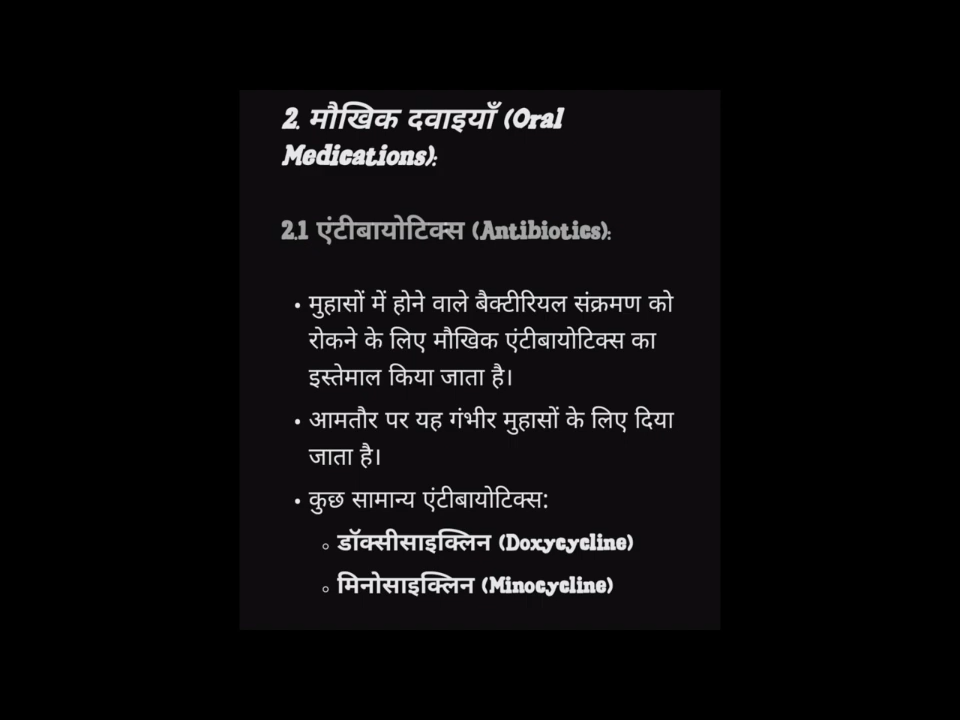 2. मौखिक दवाइयाँ (Oral
Medications):
2.1 एंटीबायोटिक्स (Antibiotics):
• मुहासों में होने वाले बैक्टीरियल संक्रमण को
रोकने के लिए मौखिक एंटीबायोटिक्स का
इस्तेमाल किया जाता है।
• आमतौर पर यह गंभीर मुहासों के लिए दिया
जाता है।
• कुछ सामान्य एंटीबायोटिक्स:
◦ डॉक्सीसाइक्लिन (Doxycycline)
◦ मिनोसाइक्लिन (Minocycline)